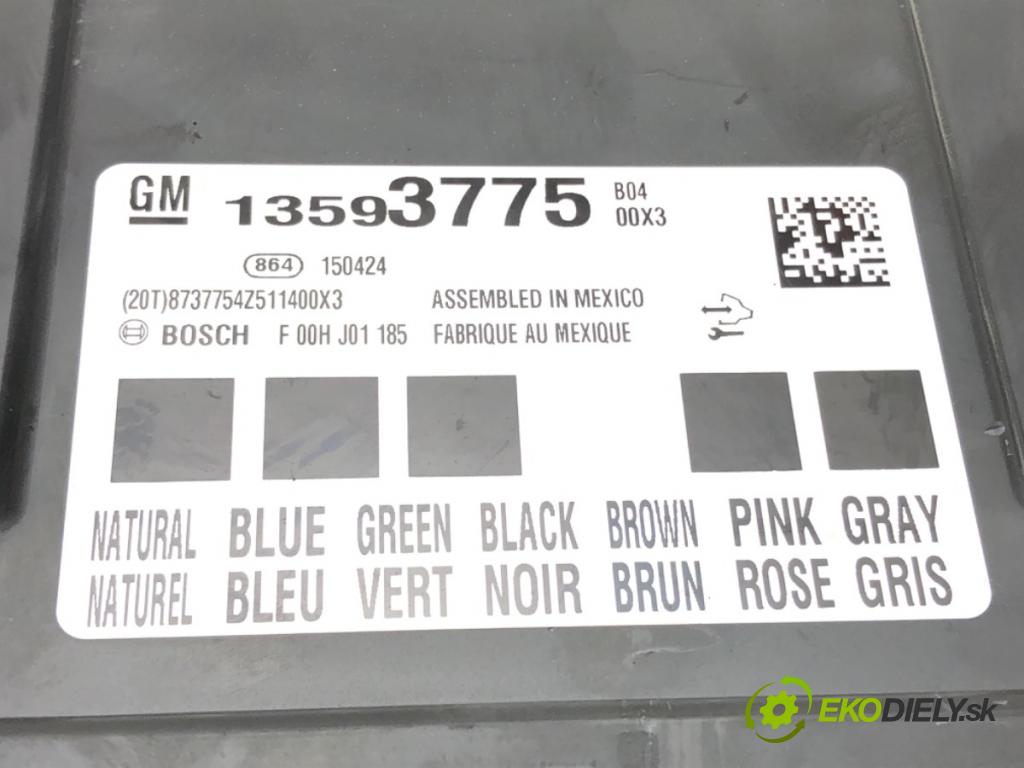 GM 13593775 B04
00X3
864 150424
(20T)8737754Z511400X3 ASSEMBLED IN MEXICO
BOSCH F 00H J01 185 FABRIQUE AU MEXIQUE
NATURAL BLUE GREEN BLACK BROWN PINK GRAY
NATUREL BLEU VERT NOIR BRUN ROSE GRIS
EKODIELY.sk